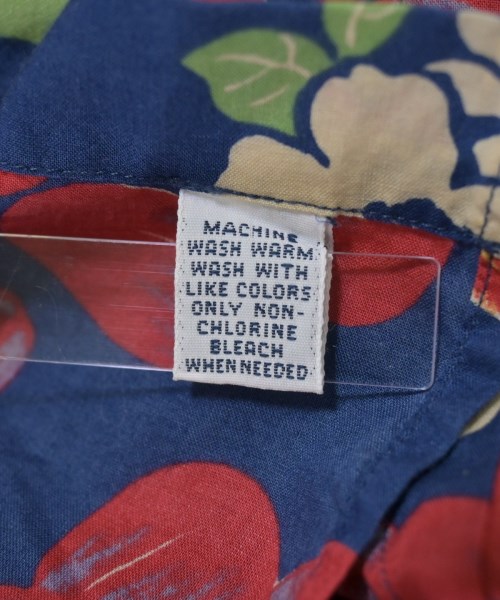 MACHINE
WASH WARM
WASH WITH
LIKE COLORS
ONLY NON-
CHLORINE
BLEACH
WHEN NEEDED